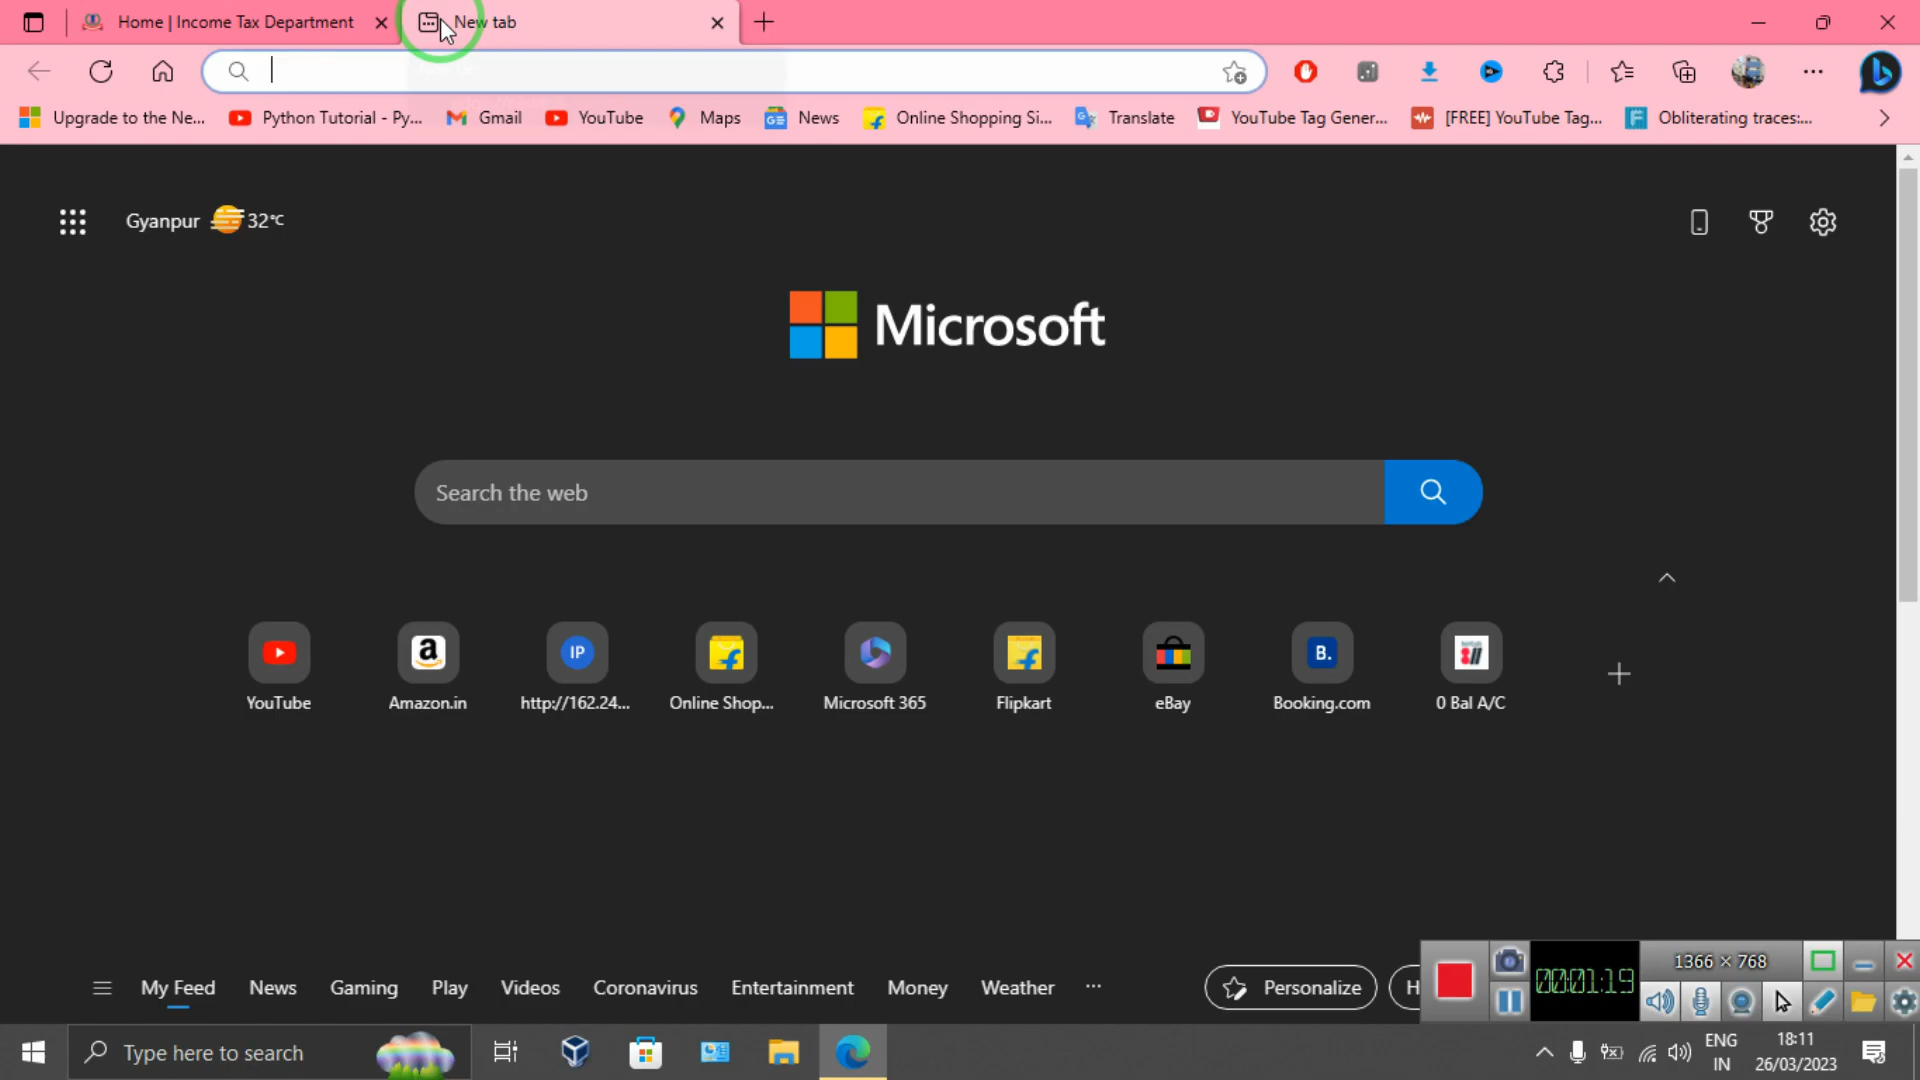 Home | Income Tax Department
New tab
Upgrade to the Ne...
Python Tutorial - Py...
Gmail
YouTube
Maps
News
Online Shopping Si...
Translate
YouTube Tag Gener...
[FREE] YouTube Tag...
Obliterating traces:...
Gyanpur
32°C
Microsoft
Search the web
YouTube
Amazon.in
http://162.24...
Online Shop...
Microsoft 365
Flipkart
eBay
Booking.com
0 Bal A/C
IP
B.
My Feed
News
Gaming
Play
Videos
Coronavirus
Entertainment
Money
Weather
...
Personalize
H
00:01:19
1366 × 768
Type here to search
ENG
IN
18:11
26/03/2023